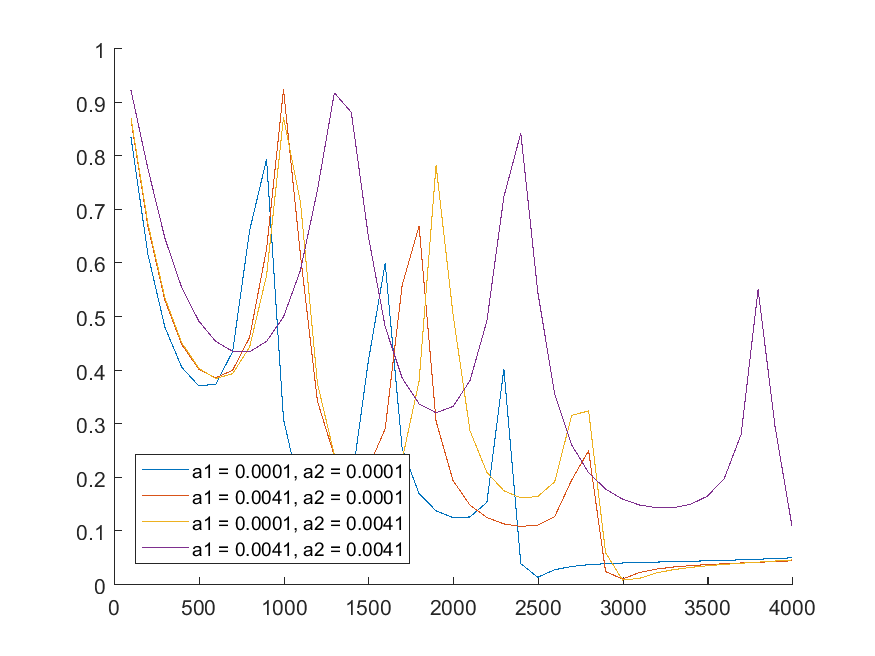 1
0.9
0.8
0.7
0.6
0.5
0.4
0.3
0.2
0.1
0
a1 = 0.0001, a2 = 0.0001
a1 = 0.0041, a2 = 0.0001
a1 = 0.0001, a2 = 0.0041
a1 = 0.0041, a2 = 0.0041
0 500 1000 1500 2000 2500 3000 3500 4000